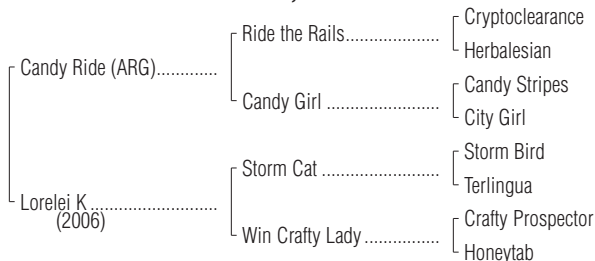 Cryptoclearance
Ride the Rails....................
Herbalesian
Candy Ride (ARG).............
Candy Stripes
Candy Girl ........................
City Girl
Storm Bird
Storm Cat .........................
Terlingua
Lorelei K ...........................
(2006)
Crafty Prospector
Win Crafty Lady ................
Honeytab